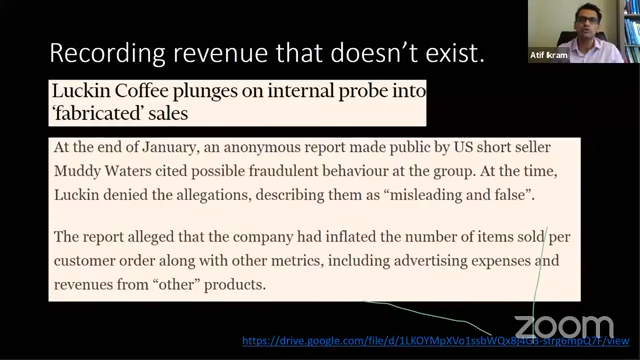 Recording revenue that doesn't exist.
Atif Ikram
Luckin Coffee plunges on internal probe into
'fabricated' sales
At the end of January, an anonymous report made public by US short seller
Muddy Waters cited possible fraudulent behaviour at the group. At the time,
Luckin denied the allegations, describing them as "misleading and false".
The report alleged that the company had inflated the number of items sold per
customer order along with other metrics, including advertising expenses and
revenues from "other" products.
zoom